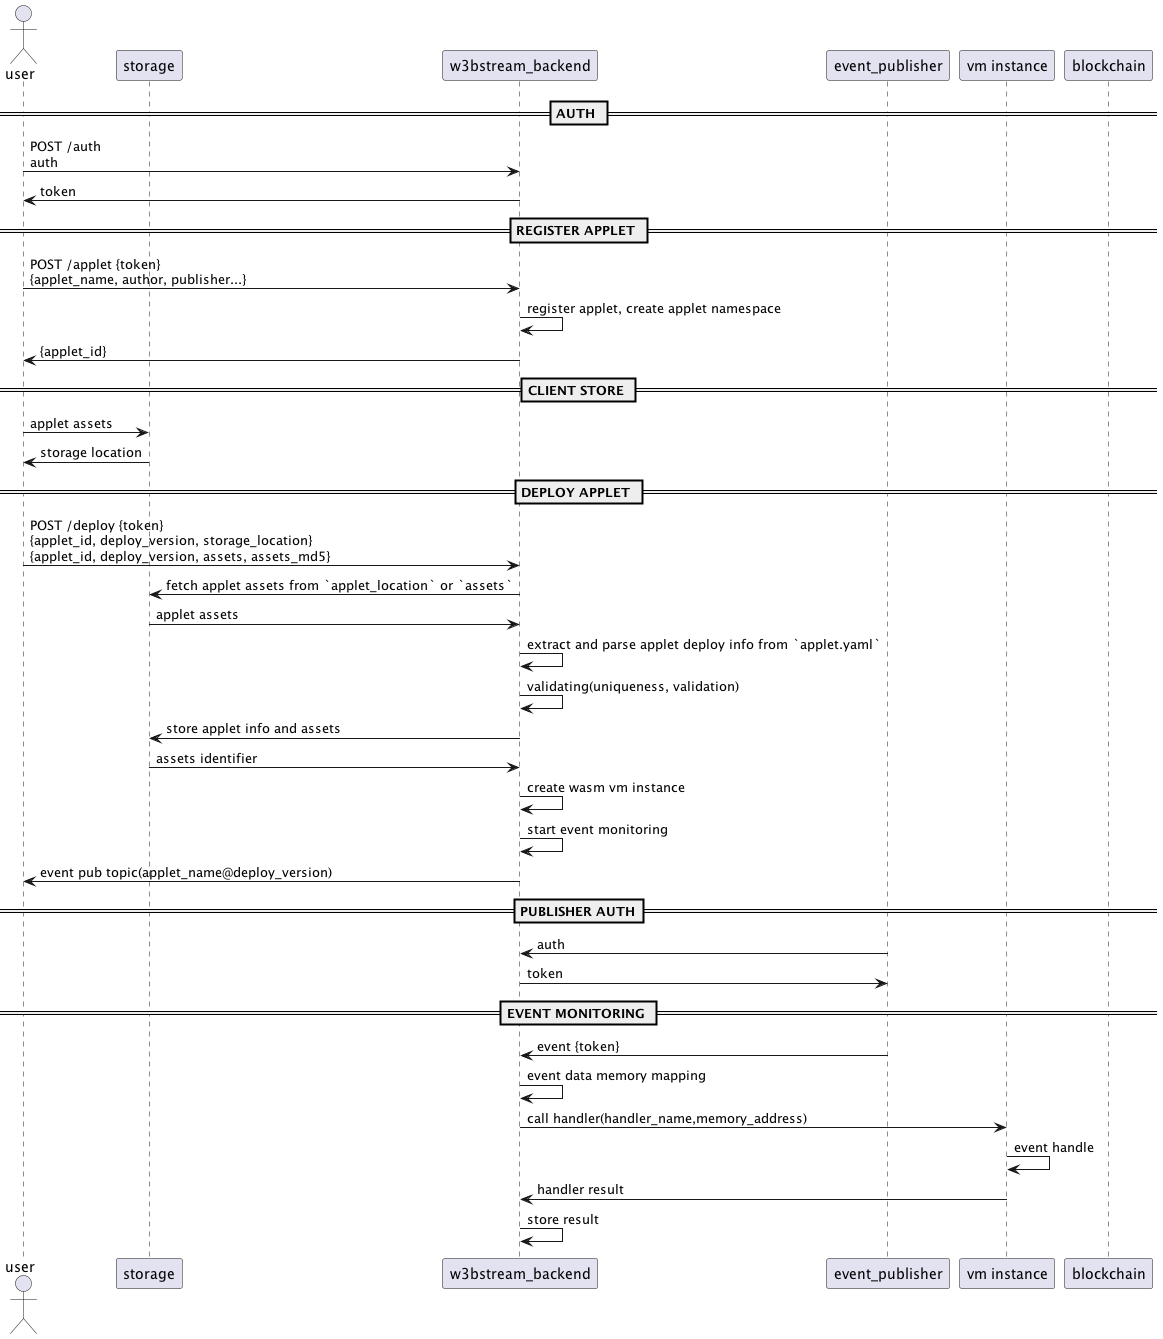 user
storage
w3bstream_backend
event_publisher
vm instance
blockchain
AUTH
POST /auth
auth
token
REGISTER APPLET
POST /applet {token}
{applet_name, author, publisher...}
register applet, create applet namespace
{applet_id}
CLIENT STORE
applet assets
storage location
DEPLOY APPLET
POST /deploy {token}
{applet_id, deploy_version, storage_location}
{applet_id, deploy_version, assets, assets_md5}
fetch applet assets from `applet_location` or `assets`
applet assets
extract and parse applet deploy info from `applet.yaml`
validating(uniqueness, validation)
store applet info and assets
assets identifier
create wasm vm instance
start event monitoring
event pub topic(applet_name@deploy_version)
PUBLISHER AUTH
auth
token
EVENT MONITORING
event {token}
event data memory mapping
call handler(handler_name,memory_address)
event handle
handler result
store result
user
storage
w3bstream_backend
event_publisher
vm instance
blockchain